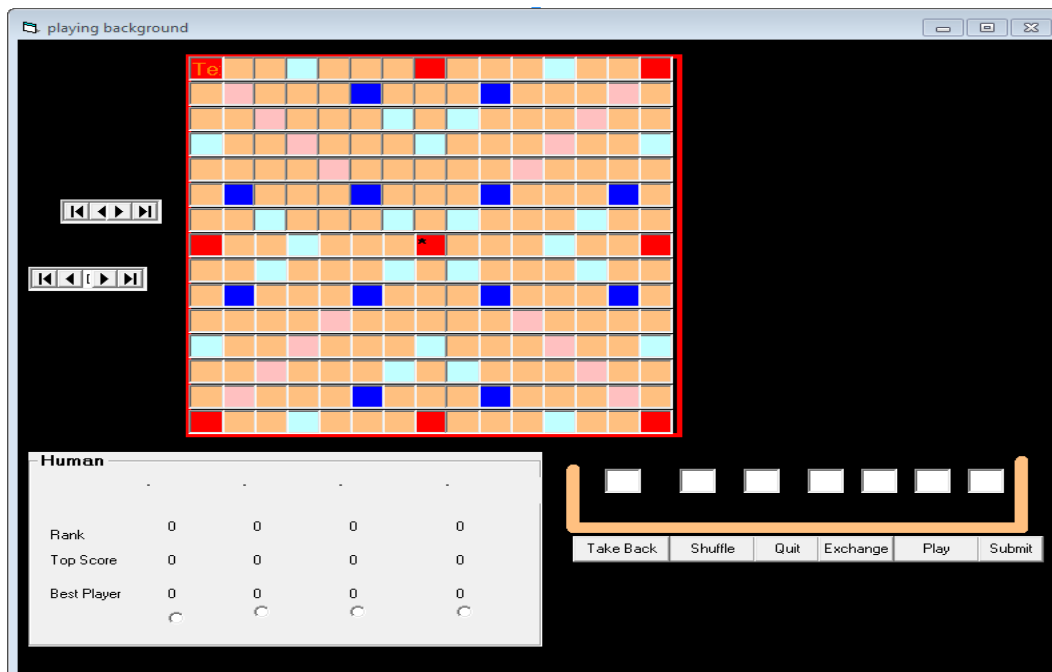 playing background
Te
*
Human
- - - -
Rank 0 0 0 0
Top Score 0 0 0 0
Best Player 0 0 0 0
Take Back Shuffle Quit Exchange Play Submit